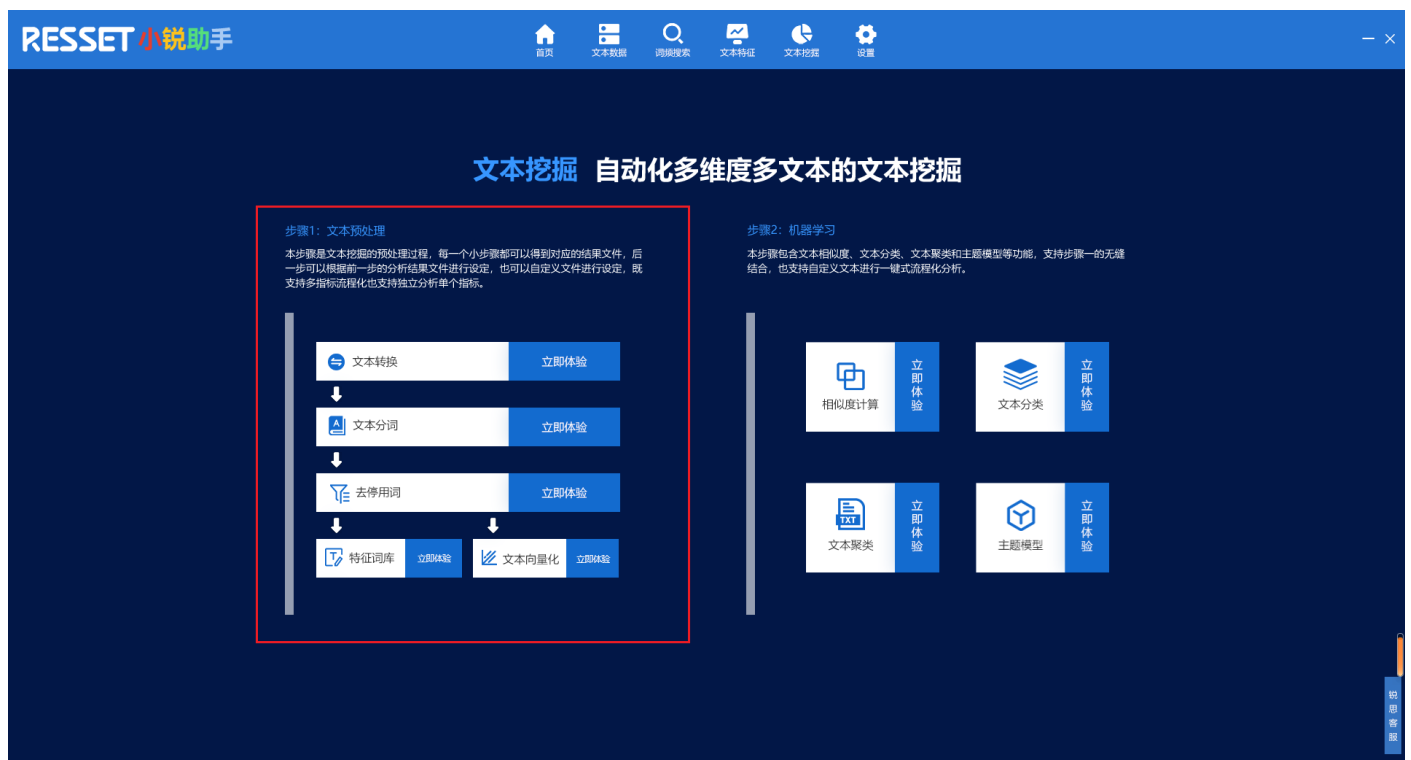 RESSET 小锐助手
首页
文本数据
词频搜索
文本特征
文本挖掘
设置
文本挖掘 自动化多维度多文本的文本挖掘
步骤1：文本预处理
本步骤是文本挖掘的预处理过程，每一个小步骤都可以得到对应的结果文件，后
一步可以根据前一步的分析结果文件进行设定，也可以自定义文件进行设定，既
支持多指标流程化也支持独立分析单个指标。
文本转换 立即体验
文本分词 立即体验
去停用词 立即体验
特征词库 立即体验 文本向量化 立即体验
步骤2：机器学习
本步骤包含文本相似度、文本分类、文本聚类和主题模型等功能，支持步骤一的无缝
结合，也支持自定义文本进行一键式流程化分析。
相似度计算 立即体验
文本分类 立即体验
TXT
文本聚类 立即体验
主题模型 立即体验
锐思客服